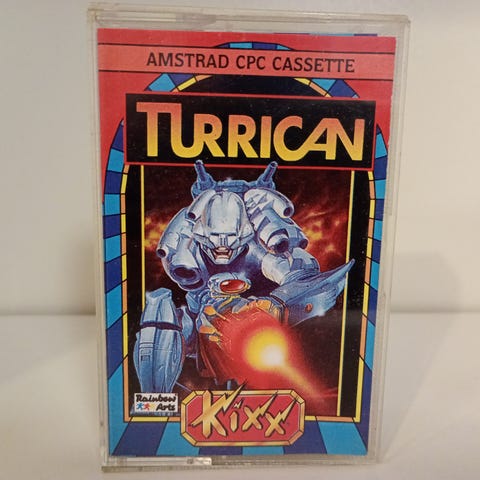 AMSTRAD CPC CASSETTE
TURRICAN
Rainbow
Arts
Kixx